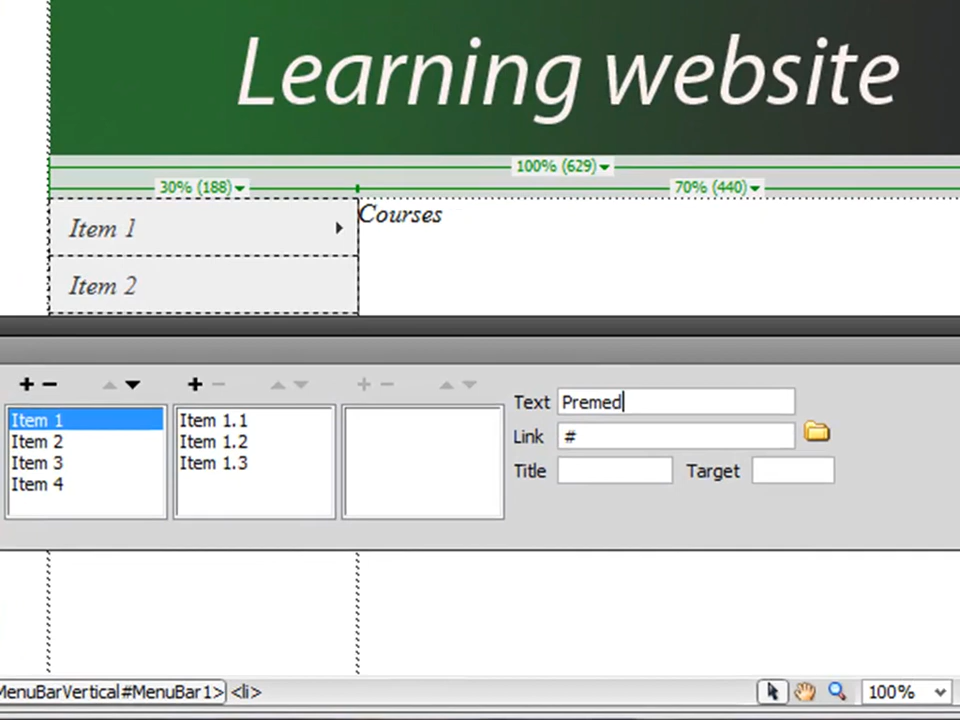 Learning website
100% (629)
30% (188) 70% (440)
Item 1 Courses
Item 2
Item 1 Item 1.1 Text Premed
Item 2 Item 1.2 Link #
Item 3 Item 1.3 Title Target
Item 4
MenuBarVertical#MenuBar1> <li> 100%